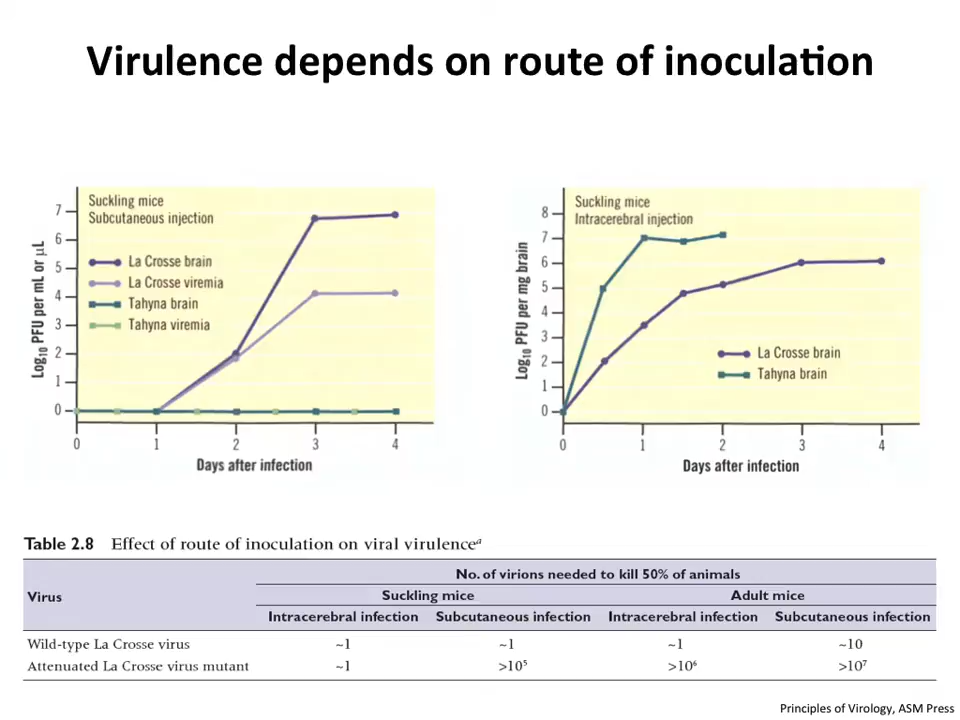 Virulence depends on route of inoculation
Suckling mice
Subcutaneous injection
La Crosse brain
La Crosse viremia
Tahyna brain
Tahyna viremia
Log₁₀ PFU per mL or µL
7
6
5
4
3
2
1
0
0 1 2 3 4
Days after infection
Suckling mice
Intracerebral injection
La Crosse brain
Tahyna brain
Log₁₀ PFU per mg brain
8
7
6
5
4
3
2
1
0
0 1 2 3 4
Days after infection
Table 2.8 Effect of route of inoculation on viral virulenceᵃ
No. of virions needed to kill 50% of animals
Virus Suckling mice Adult mice
Intracerebral infection Subcutaneous infection Intracerebral infection Subcutaneous infection
Wild-type La Crosse virus ~1 ~1 ~1 ~10
Attenuated La Crosse virus mutant ~1 >10⁵ >10⁶ >10⁷
Principles of Virology, ASM Press